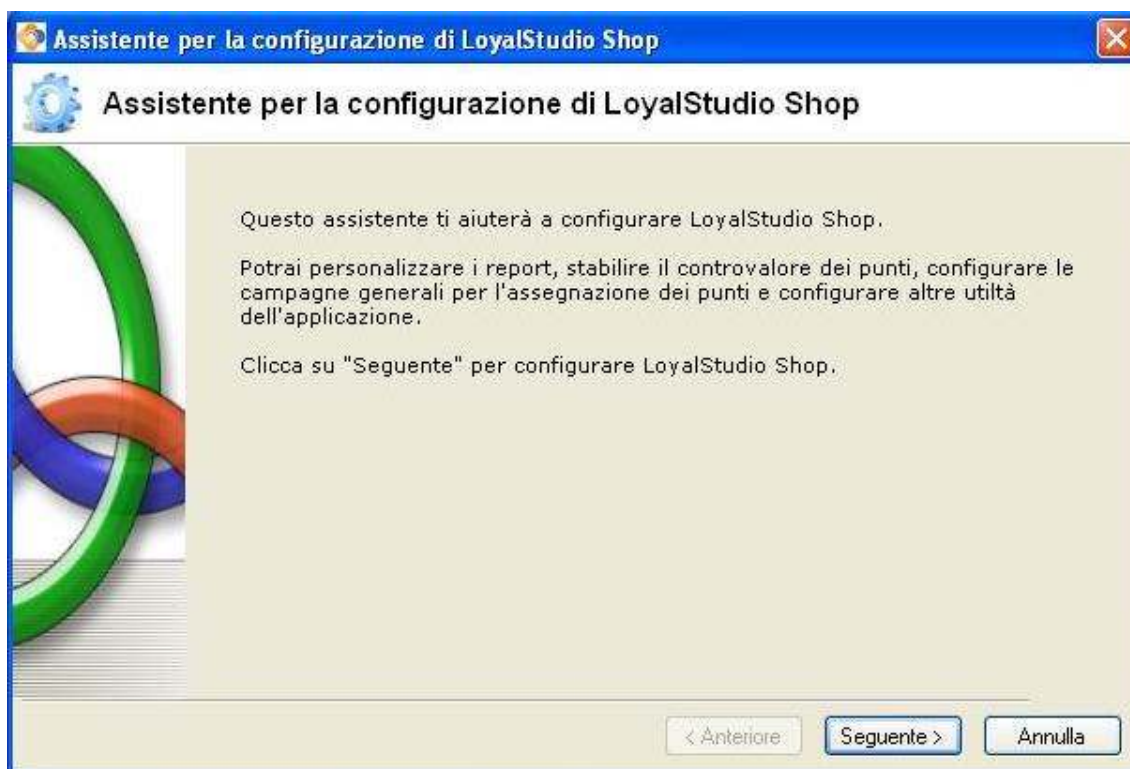 Assistente per la configurazione di LoyalStudio Shop
Assistente per la configurazione di LoyalStudio Shop
Questo assistente ti aiuterà a configurare LoyalStudio Shop.
Potrai personalizzare i report, stabilire il controvalore dei punti, configurare le
campagne generali per l'assegnazione dei punti e configurare altre utiltà
dell'applicazione.
Clicca su "Seguente" per configurare LoyalStudio Shop.
< Anteriore Seguente > Annulla